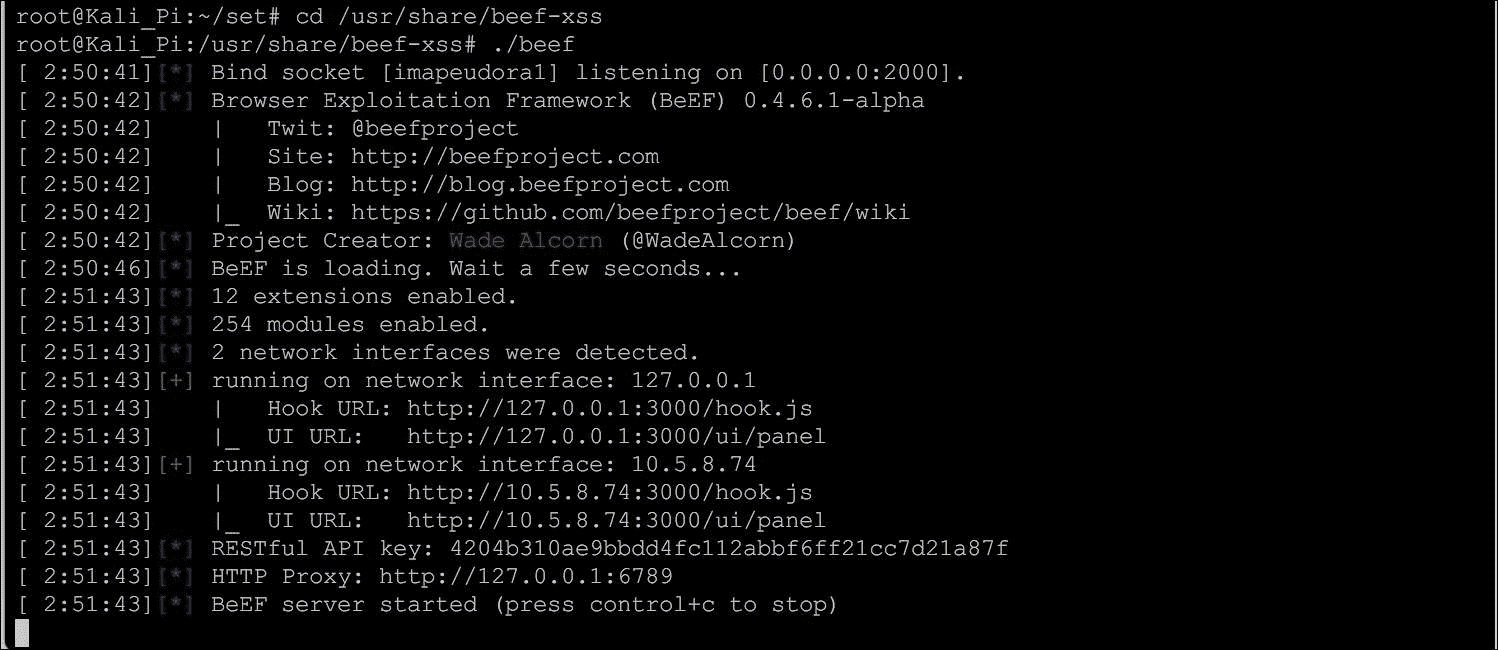 root@Kali_Pi:~/set# cd /usr/share/beef-xss
root@Kali_Pi:/usr/share/beef-xss# ./beef
[ 2:50:41][*] Bind socket [imapeudora1] listening on [0.0.0.0:2000].
[ 2:50:42][*] Browser Exploitation Framework (BeEF) 0.4.6.1-alpha
[ 2:50:42]    |   Twit: @beefproject
[ 2:50:42]    |   Site: http://beefproject.com
[ 2:50:42]    |   Blog: http://blog.beefproject.com
[ 2:50:42]    |_  Wiki: https://github.com/beefproject/beef/wiki
[ 2:50:42][*] Project Creator: Wade Alcorn (@WadeAlcorn)
[ 2:50:46][*] BeEF is loading. Wait a few seconds...
[ 2:51:43][*] 12 extensions enabled.
[ 2:51:43][*] 254 modules enabled.
[ 2:51:43][*] 2 network interfaces were detected.
[ 2:51:43][+] running on network interface: 127.0.0.1
[ 2:51:43]    |   Hook URL: http://127.0.0.1:3000/hook.js
[ 2:51:43]    |_  UI URL:   http://127.0.0.1:3000/ui/panel
[ 2:51:43][+] running on network interface: 10.5.8.74
[ 2:51:43]    |   Hook URL: http://10.5.8.74:3000/hook.js
[ 2:51:43]    |_  UI URL:   http://10.5.8.74:3000/ui/panel
[ 2:51:43][*] RESTful API key: 4204b310ae9bbdd4fc112abbf6ff21cc7d21a87f
[ 2:51:43][*] HTTP Proxy: http://127.0.0.1:6789
[ 2:51:43][*] BeEF server started (press control+c to stop)